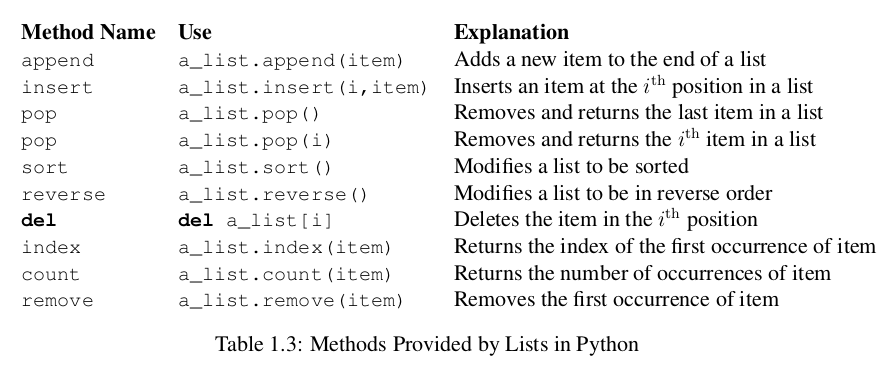 Method Name Use Explanation
append a_list.append(item) Adds a new item to the end of a list
insert a_list.insert(i,item) Inserts an item at the ith position in a list
pop a_list.pop() Removes and returns the last item in a list
pop a_list.pop(i) Removes and returns the ith item in a list
sort a_list.sort() Modifies a list to be sorted
reverse a_list.reverse() Modifies a list to be in reverse order
del del a_list[i] Deletes the item in the ith position
index a_list.index(item) Returns the index of the first occurrence of item
count a_list.count(item) Returns the number of occurrences of item
remove a_list.remove(item) Removes the first occurrence of item
Table 1.3: Methods Provided by Lists in Python